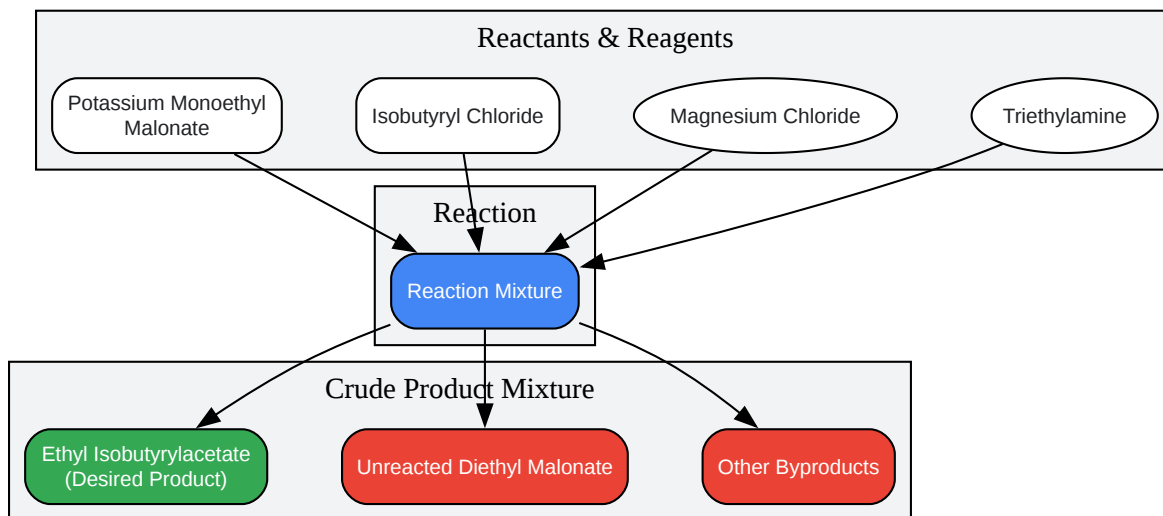 Reactants & Reagents
Potassium Monoethyl
Malonate
Isobutyryl Chloride
Magnesium Chloride
Triethylamine
Reaction
Reaction Mixture
Crude Product Mixture
Ethyl Isobutyrylacetate
(Desired Product)
Unreacted Diethyl Malonate
Other Byproducts